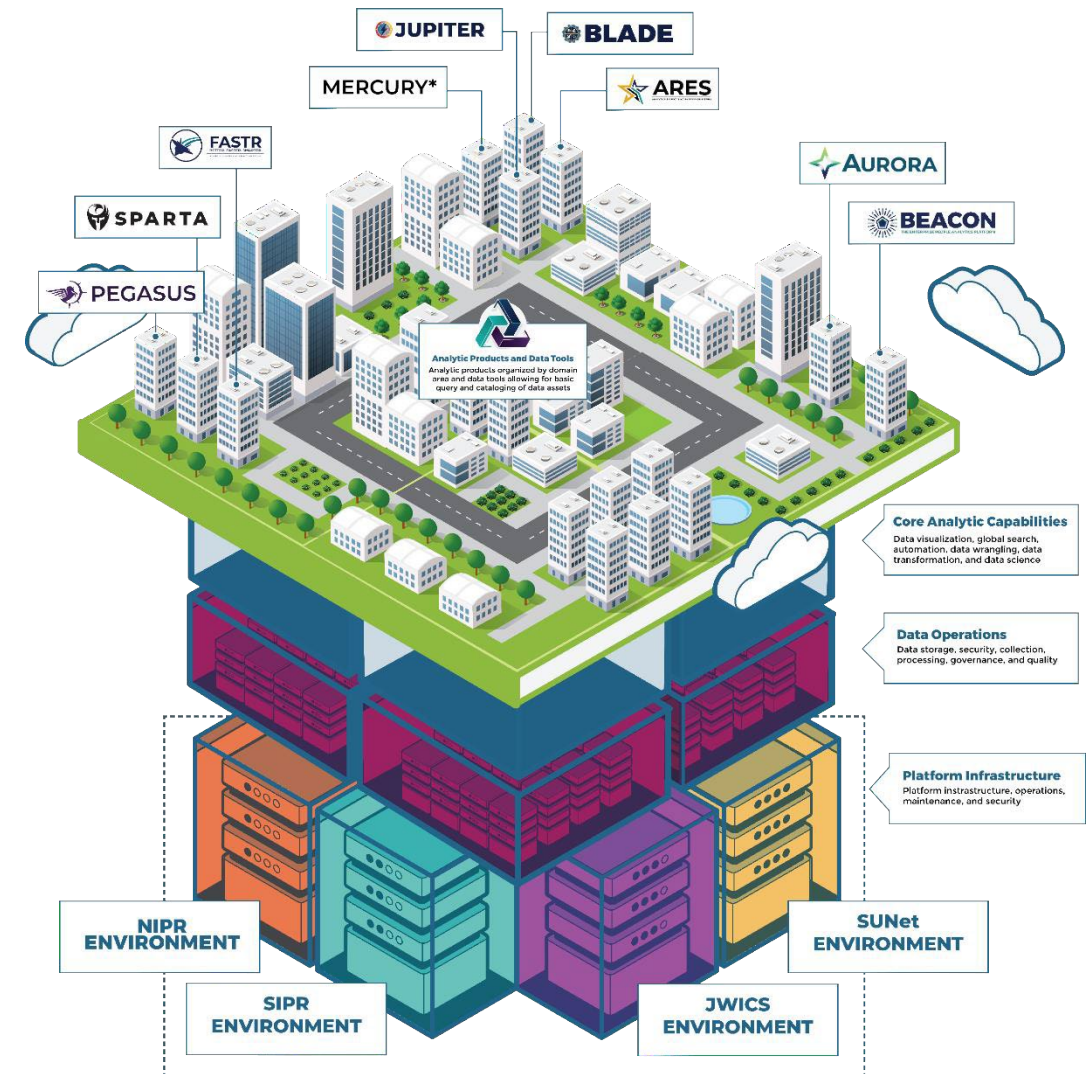 JUPITER
BLADE
MERCURY*
ARES
FASTR
AURORA
SPARTA
BEACON
PEGASUS
Analytic Products and Data Tools
Analytic products organized by domain
area and data tools allowing for basic
query and cataloging of data assets
Core Analytic Capabilities
Data visualization, global search,
automation, data wrangling, data
transformation, and data science
Data Operations
Data storage, security, collection,
processing, governance, and quality
Platform Infrastructure
Platform instrastructure, operations,
maintenance, and security
NIPR
ENVIRONMENT
SUNet
ENVIRONMENT
SIPR
ENVIRONMENT
JWICS
ENVIRONMENT